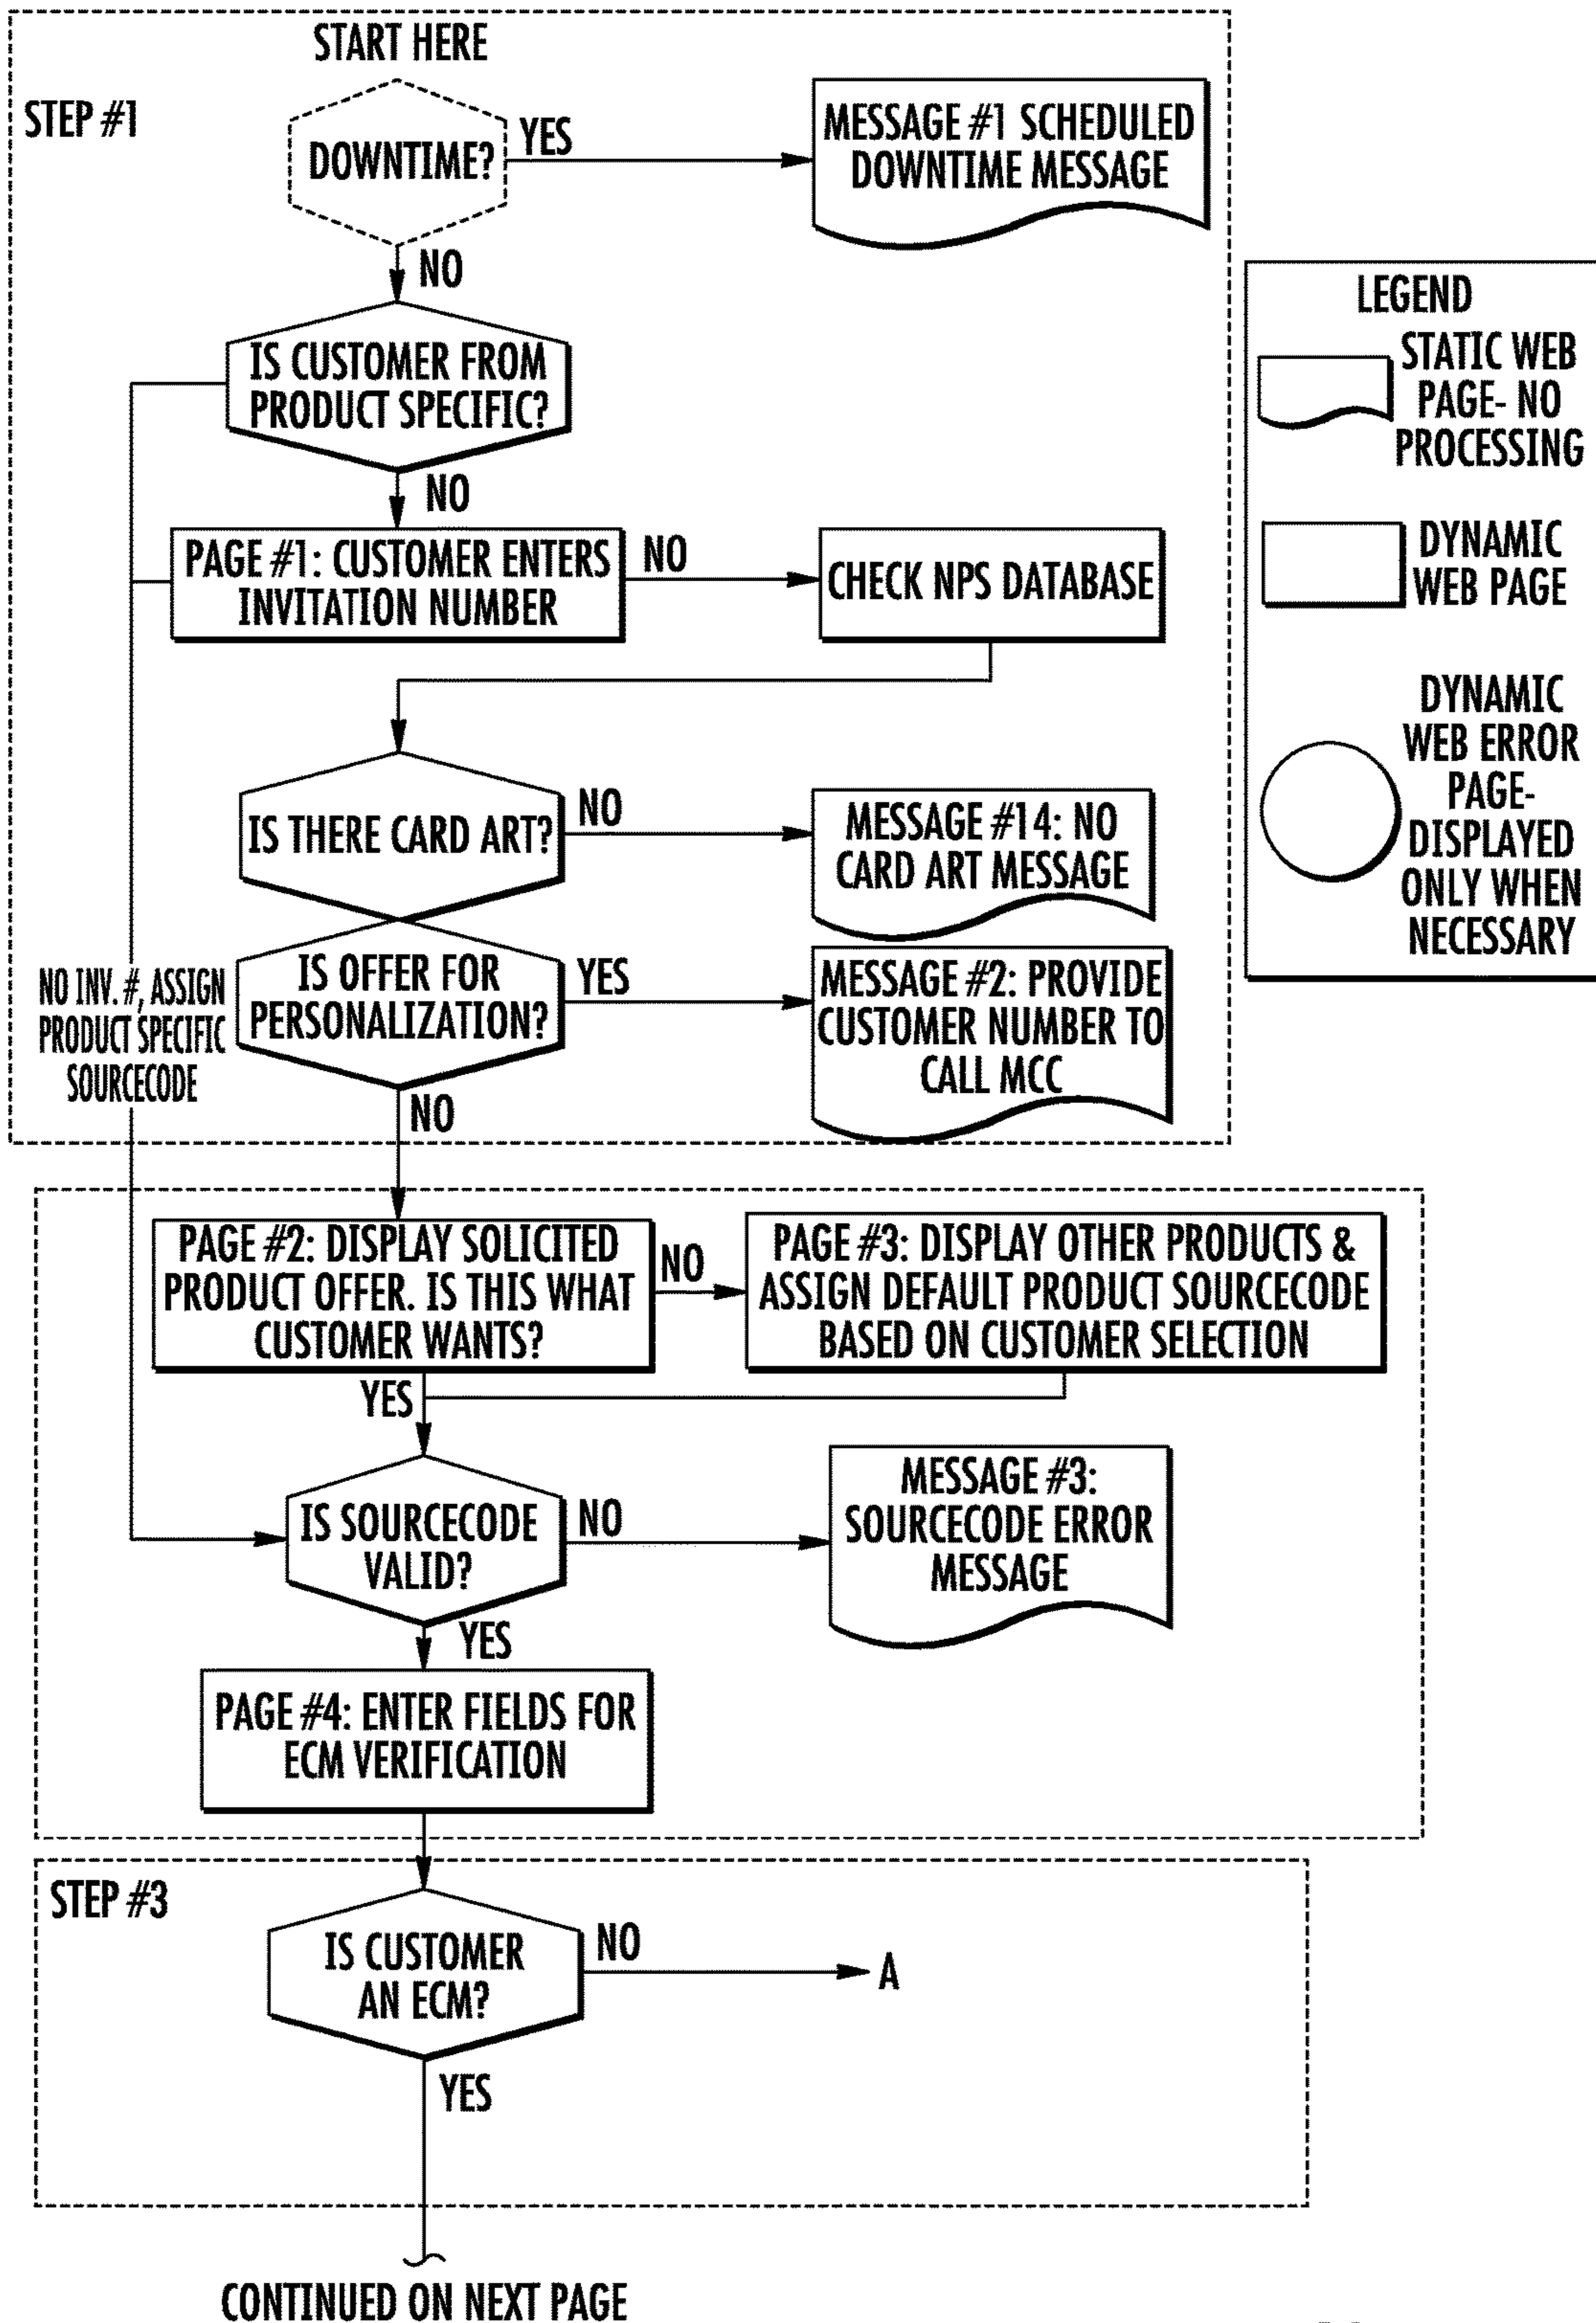 START HERE
STEP #1
DOWNTIME?
YES
MESSAGE #1 SCHEDULED
DOWNTIME MESSAGE
NO
IS CUSTOMER FROM
PRODUCT SPECIFIC?
NO
PAGE #1: CUSTOMER ENTERS
INVITATION NUMBER
NO
CHECK NPS DATABASE
IS THERE CARD ART?
NO
MESSAGE #14: NO
CARD ART MESSAGE
NO INV. #, ASSIGN
PRODUCT SPECIFIC
SOURCECODE
IS OFFER FOR
PERSONALIZATION?
YES
MESSAGE #2: PROVIDE
CUSTOMER NUMBER TO
CALL MCC
NO
LEGEND
STATIC WEB
PAGE- NO
PROCESSING
DYNAMIC
WEB PAGE
DYNAMIC
WEB ERROR
PAGE-
DISPLAYED
ONLY WHEN
NECESSARY
PAGE #2: DISPLAY SOLICITED
PRODUCT OFFER. IS THIS WHAT
CUSTOMER WANTS?
NO
PAGE #3: DISPLAY OTHER PRODUCTS &
ASSIGN DEFAULT PRODUCT SOURCECODE
BASED ON CUSTOMER SELECTION
YES
IS SOURCECODE
VALID?
NO
MESSAGE #3:
SOURCECODE ERROR
MESSAGE
YES
PAGE #4: ENTER FIELDS FOR
ECM VERIFICATION
STEP #3
IS CUSTOMER
AN ECM?
NO
A
YES
CONTINUED ON NEXT PAGE